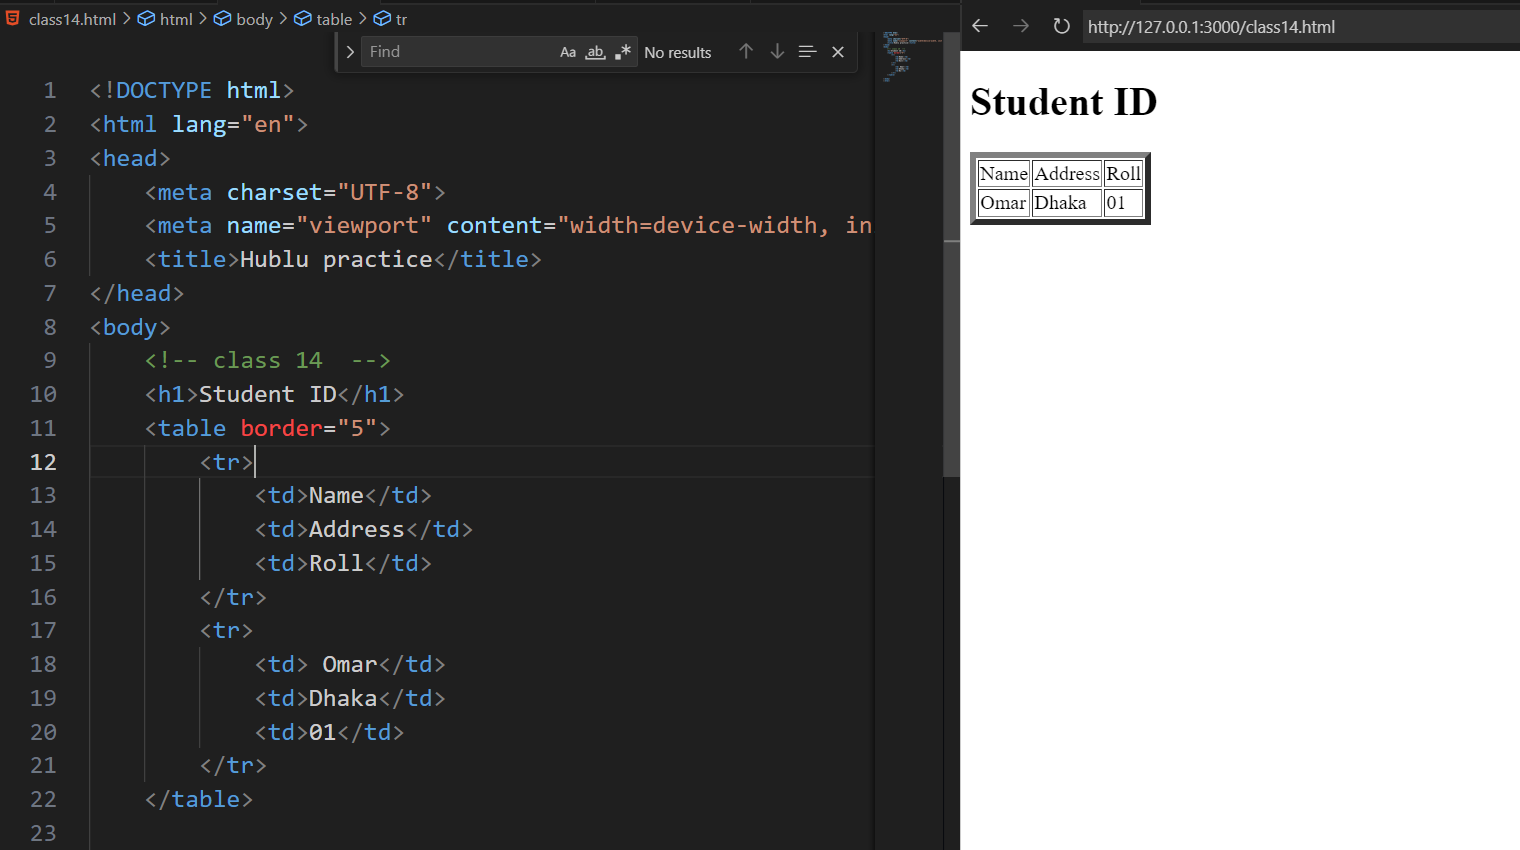 class14.html > html > body > table > tr
Find
Aa ab .* No results
1 <!DOCTYPE html>
2 <html lang="en">
3 <head>
4 <meta charset="UTF-8">
5 <meta name="viewport" content="width=device-width, in
6 <title>Hublu practice</title>
7 </head>
8 <body>
9 <!-- class 14  -->
10 <h1>Student ID</h1>
11 <table border="5">
12 <tr>
13 <td>Name</td>
14 <td>Address</td>
15 <td>Roll</td>
16 </tr>
17 <tr>
18 <td> Omar</td>
19 <td>Dhaka</td>
20 <td>01</td>
21 </tr>
22 </table>
23
http://127.0.0.1:3000/class14.html
Student ID
Name Address Roll
Omar Dhaka 01